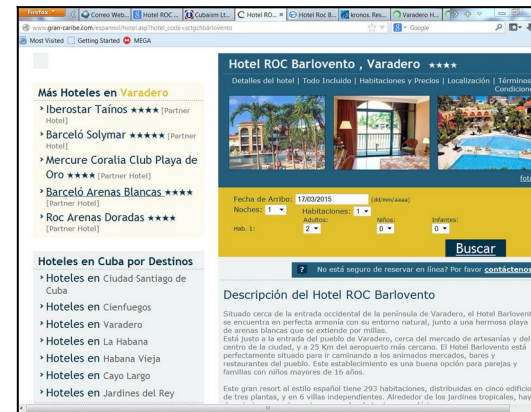 Firefox
Correo Web...
Hotel ROC ...
Cubaism Lt...
Hotel RO...
Hotel Roc B...
kronos. Res...
Varadero H...
www.gran-caribe.com/espannol/hotel.asp?hotel_code=sctgchbarlovento
Google
Most Visited
Getting Started
MEGA
Más Hoteles en Varadero
Iberostar Taínos ★★★★ [Partner
Hotel]
Barceló Solymar ★★★★★ [Partner
Hotel]
Mercure Coralia Club Playa de
Oro ★★★★ [Partner Hotel]
Barceló Arenas Blancas ★★★★
[Partner Hotel]
Roc Arenas Doradas ★★★★
[Partner Hotel]
Hoteles en Cuba por Destinos
Hoteles en Ciudad Santiago de
Cuba
Hoteles en Cienfuegos
Hoteles en Varadero
Hoteles en La Habana
Hoteles en Habana Vieja
Hoteles en Cayo Largo
Hoteles en Jardines del Rey
Hotel ROC Barlovento , Varadero ★★★★
Detalles del hotel | Todo Incluido | Habitaciones y Precios | Localización | Términos
Condicione
foto
Fecha de Arribo: 17/03/2015 (dd/mm/aaaa)
Noches: 1 Habitaciones: 1
Adultos: Niños: Infantes:
Hab. 1: 2 0 0
Buscar
? No está seguro de reservar en línea? Por favor contácteno
Descripción del Hotel ROC Barlovento
Situado cerca de la entrada occidental de la península de Varadero, el Hotel Barlovent
se encuentra en perfecta armonía con su entorno natural, junto a una hermosa playa
de arenas blancas que se extiende por millas.
Está justo a la entrada del pueblo de Varadero, cerca del mercado de artesanías y del
centro de la ciudad, y a 25 Km del aeropuerto más cercano. El Hotel Barlovento está
perfectamente situado para ir caminando a los animados mercados, bares y
restaurantes del pueblo. Este establecimiento es una buena opción para parejas y
familias con niños mayores de 16 años.
Este gran resort al estilo español tiene 293 habitaciones, distribuidas en cinco edificio
de tres plantas, y en 6 villas independientes. Alrededor de los jardines tropicales, hay